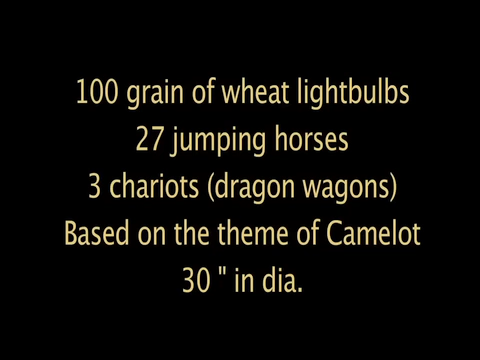 100 grain of wheat lightbulbs
27 jumping horses
3 chariots (dragon wagons)
Based on the theme of Camelot
30 " in dia.